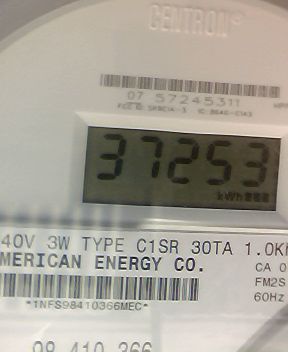 CENTRON®
07 57245311
37253
kWh
40V 3W TYPE C1SR 30TA 1.0K
MERICAN ENERGY CO.
CA 0
FM2S
60Hz
*1NFS98410366MEC*
98 410 366